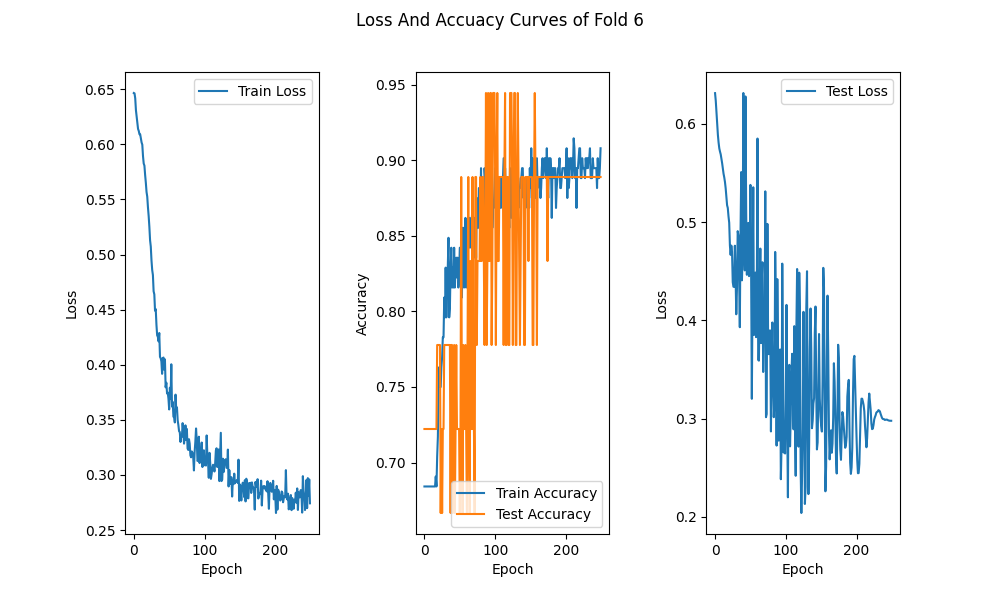 Loss And Accuacy Curves of Fold 6
0.65
0.60
0.55
0.50
0.45
0.40
0.35
0.30
0.25
Loss
0
100
200
Epoch
Train Loss
0.95
0.90
0.85
0.80
0.75
0.70
Accuracy
0
100
200
Epoch
Train Accuracy
Test Accuracy
0.6
0.5
0.4
0.3
0.2
Loss
0
100
200
Epoch
Test Loss